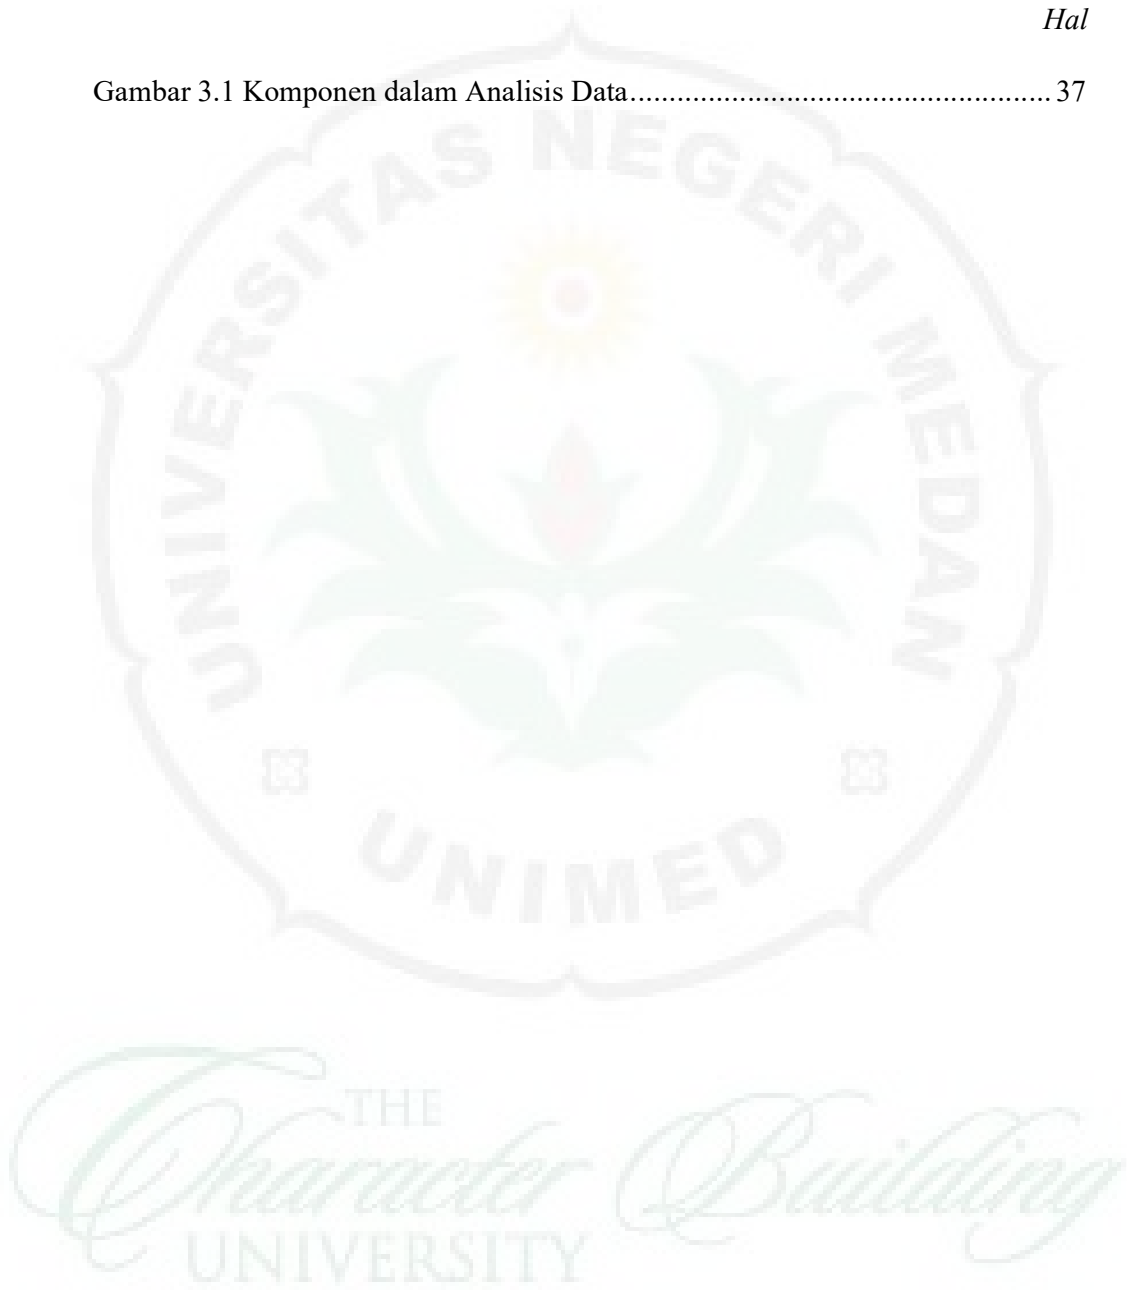 Hal
Gambar 3.1 Komponen dalam Analisis Data...................................................... 37
UNIVERSITAS NEGERI MEDAN
UNIMED
THE
Character Building
UNIVERSITY